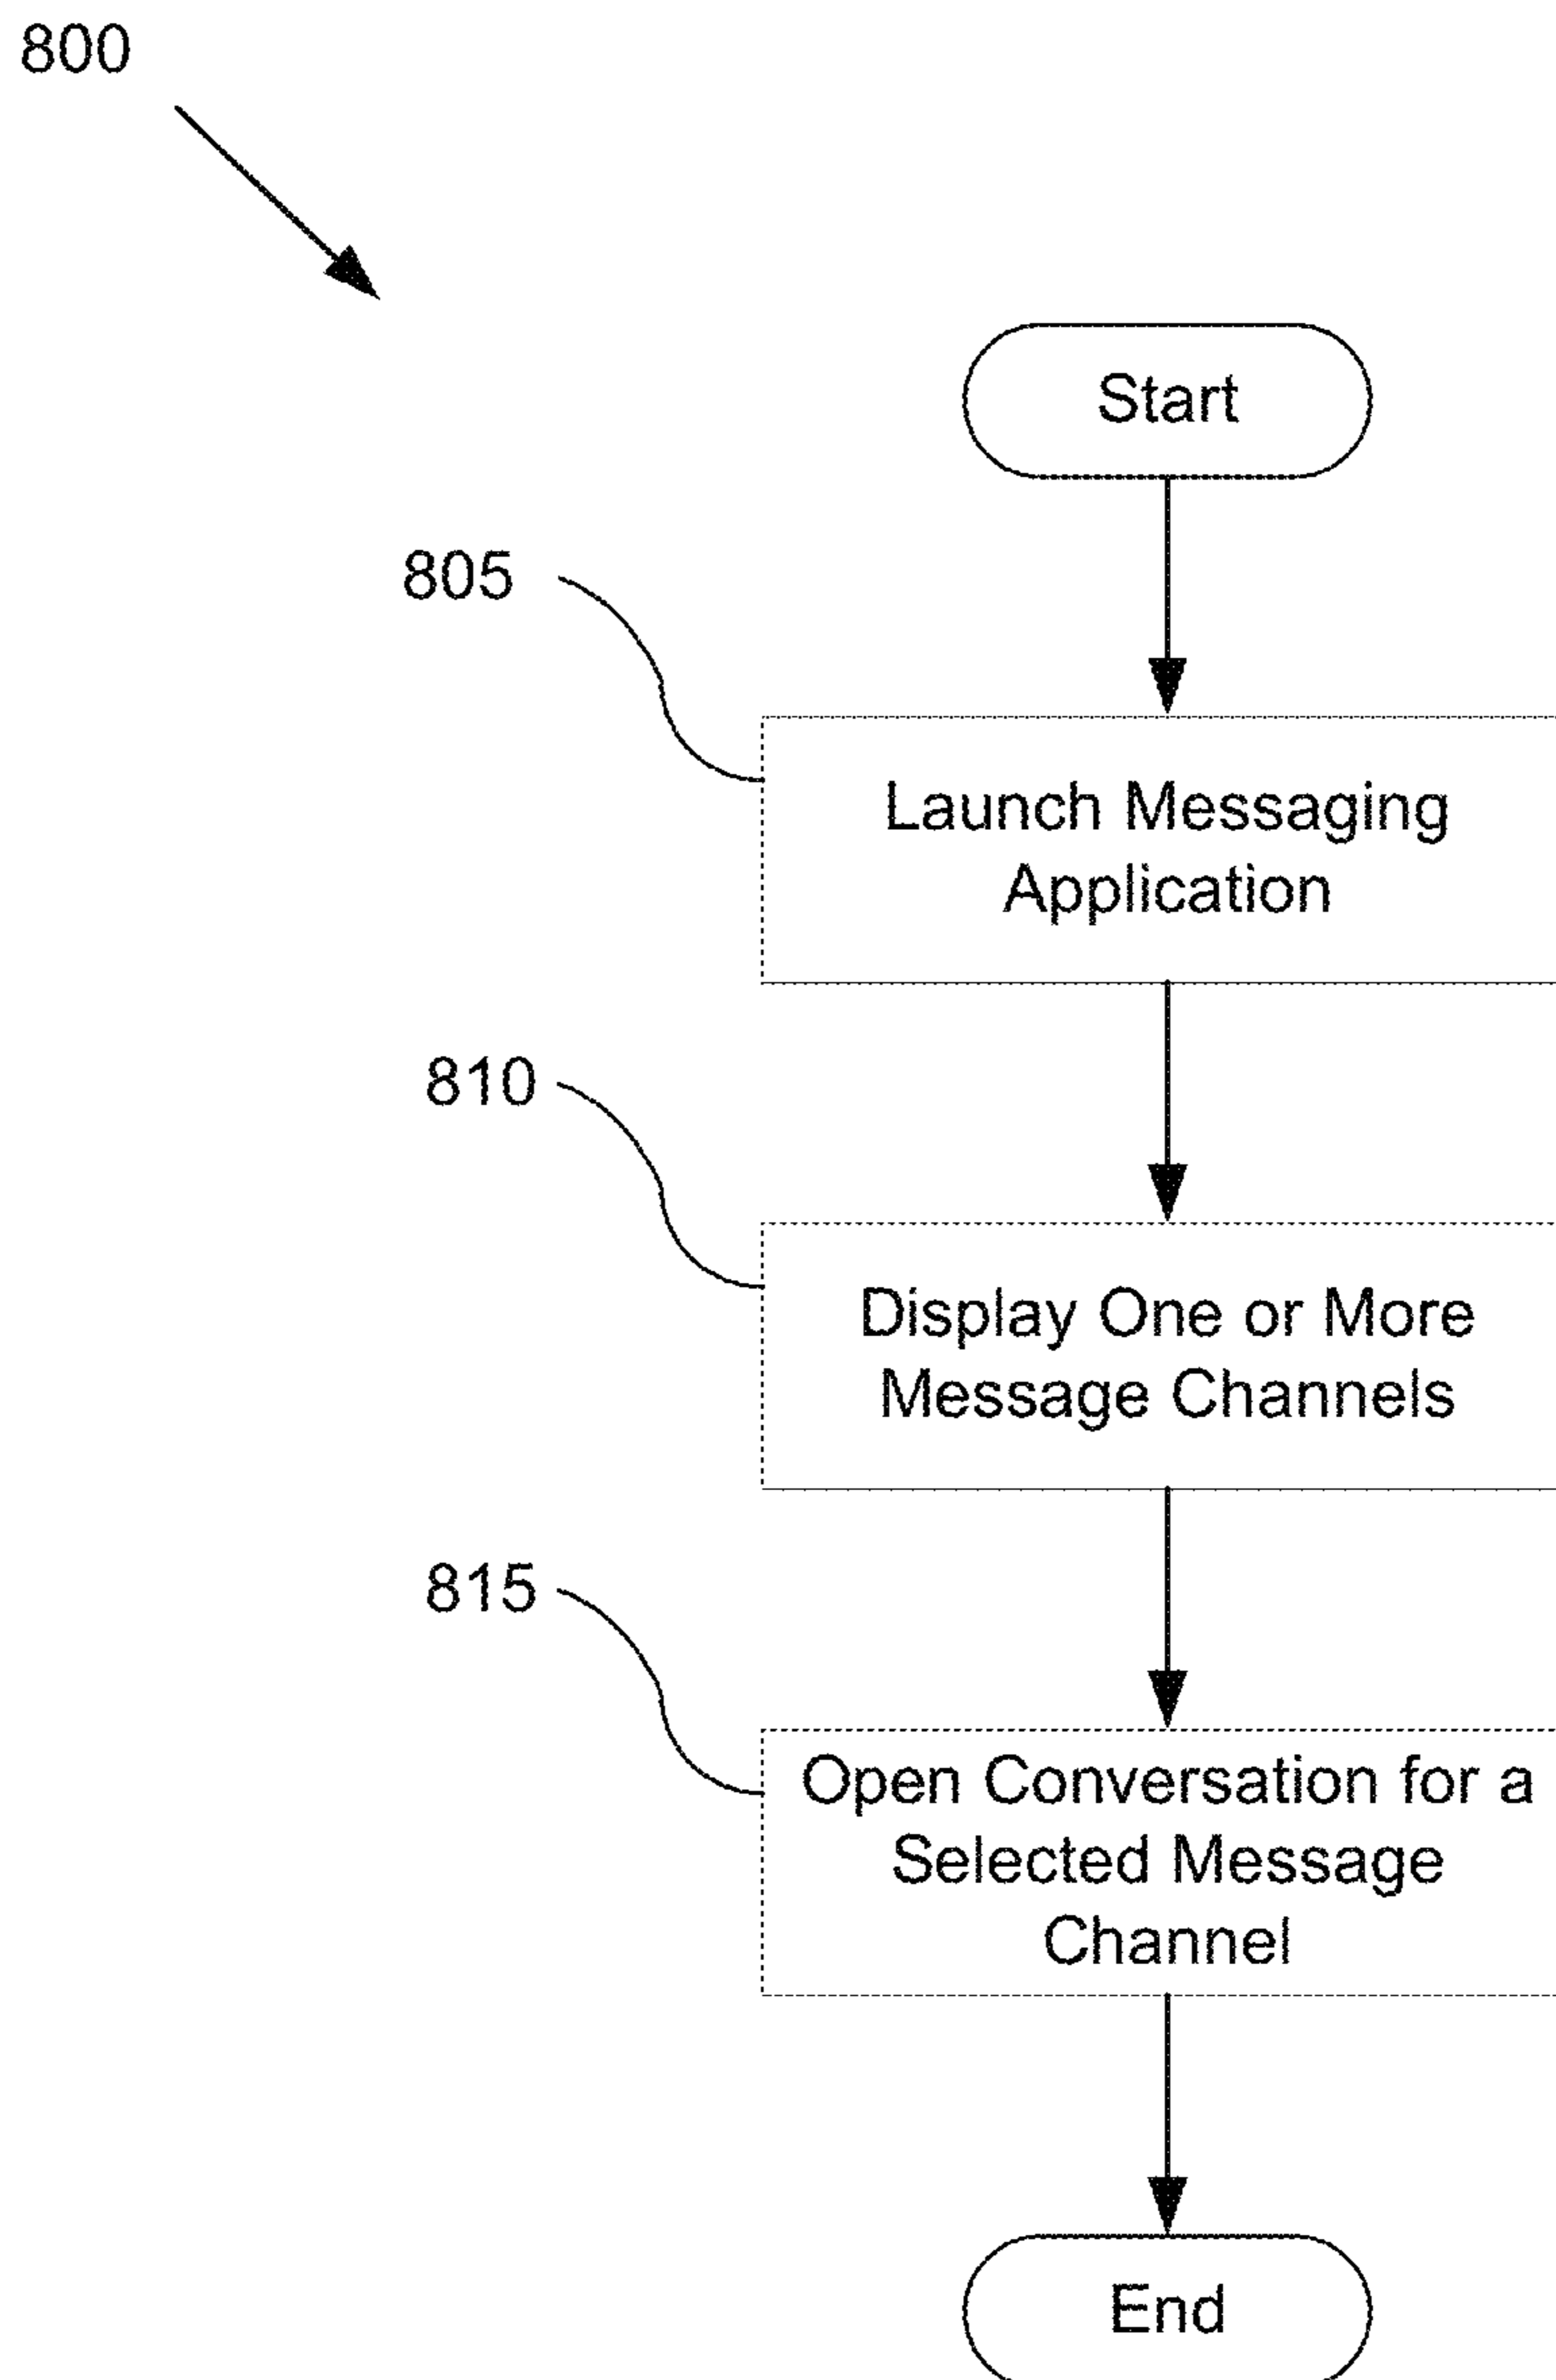 800
Start
805
Launch Messaging
Application
810
Display One or More
Message Channels
815
Open Conversation for a
Selected Message
Channel
End